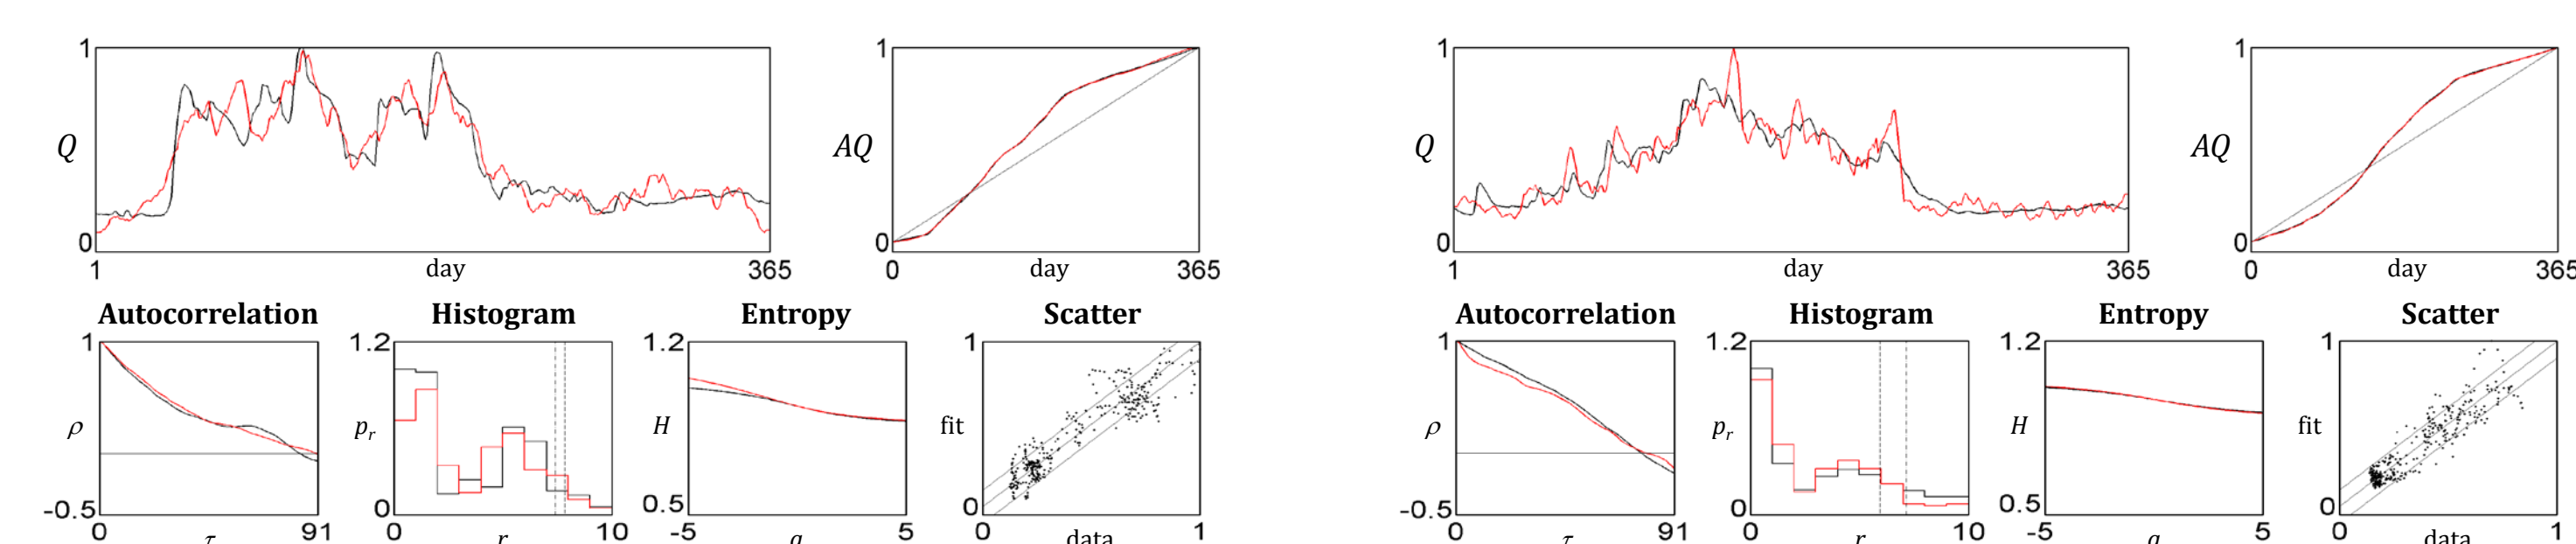 1 1 1 1
Q AQ Q AQ
0 0 0 0
1 day 365 0 day 365 1 day 365 0 day 365
Autocorrelation Histogram Entropy Scatter Autocorrelation Histogram Entropy Scatter
1 1.2 1.2 1 1 1.2 1.2 1
ρ pr H fit ρ pr H fit
-0.5 0 0.5 0 -0.5 0 0.5 0
0 τ 91 0 r 10 -5 q 5 0 data 1 0 τ 91 0 r 10 -5 q 5 0 data 1